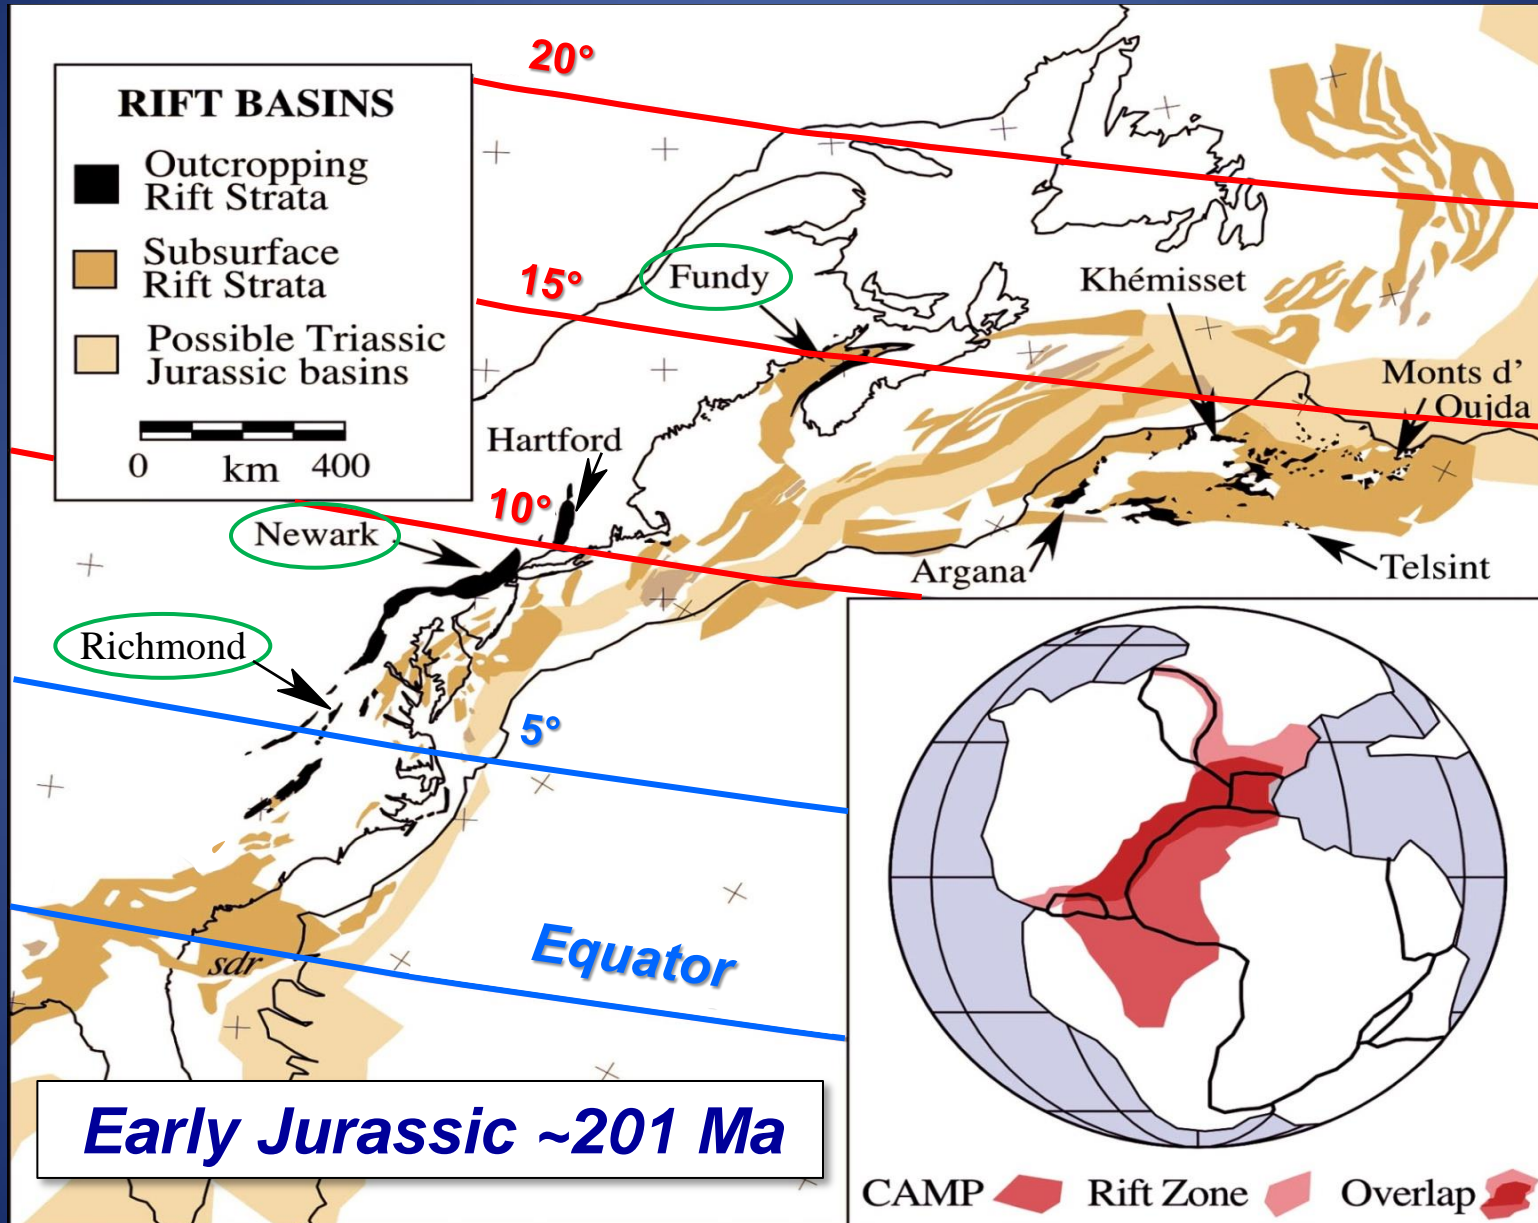 RIFT BASINS
Outcropping
Rift Strata
Subsurface
Rift Strata
Possible Triassic
Jurassic basins
0 km 400
20°
15°
10°
5°
Equator
Fundy
Khémisset
Monts d’
Oujda
Hartford
Newark
Argana
Telsint
Richmond
sdr
Early Jurassic ~201 Ma
CAMP
Rift Zone
Overlap